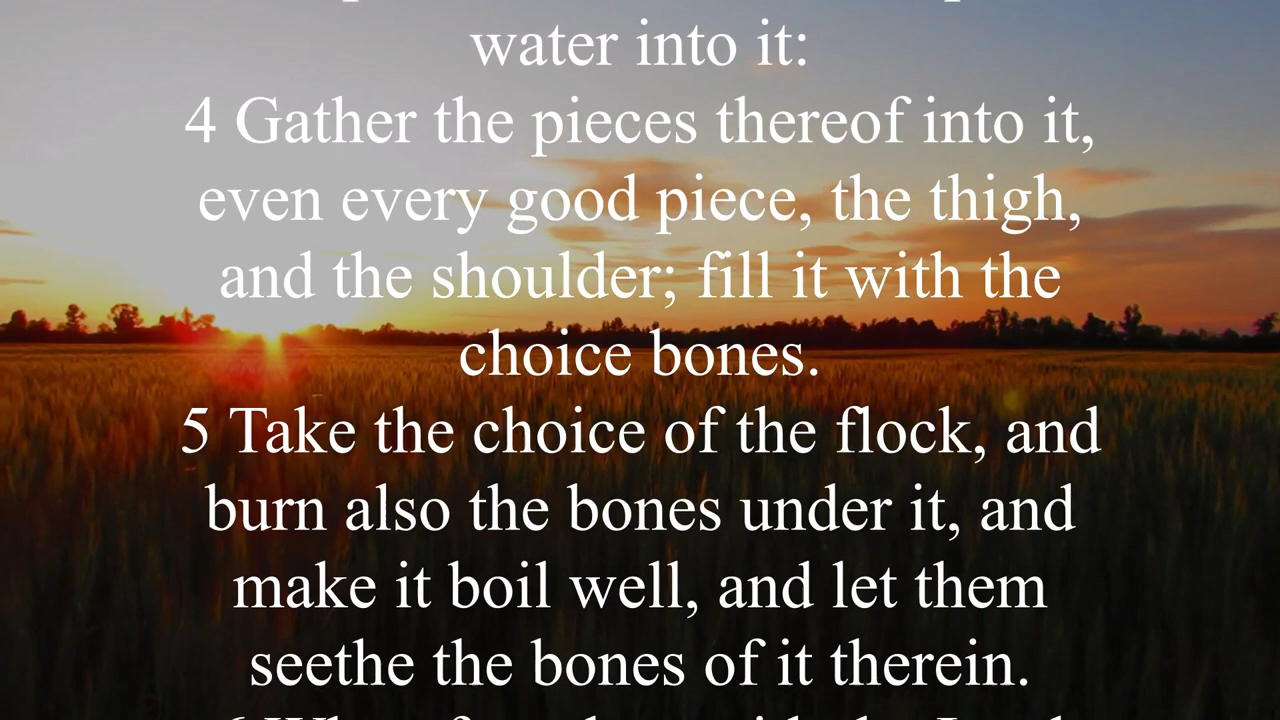 water into it:
4 Gather the pieces thereof into it,
even every good piece, the thigh,
and the shoulder; fill it with the
choice bones.
5 Take the choice of the flock, and
burn also the bones under it, and
make it boil well, and let them
seethe the bones of it therein.